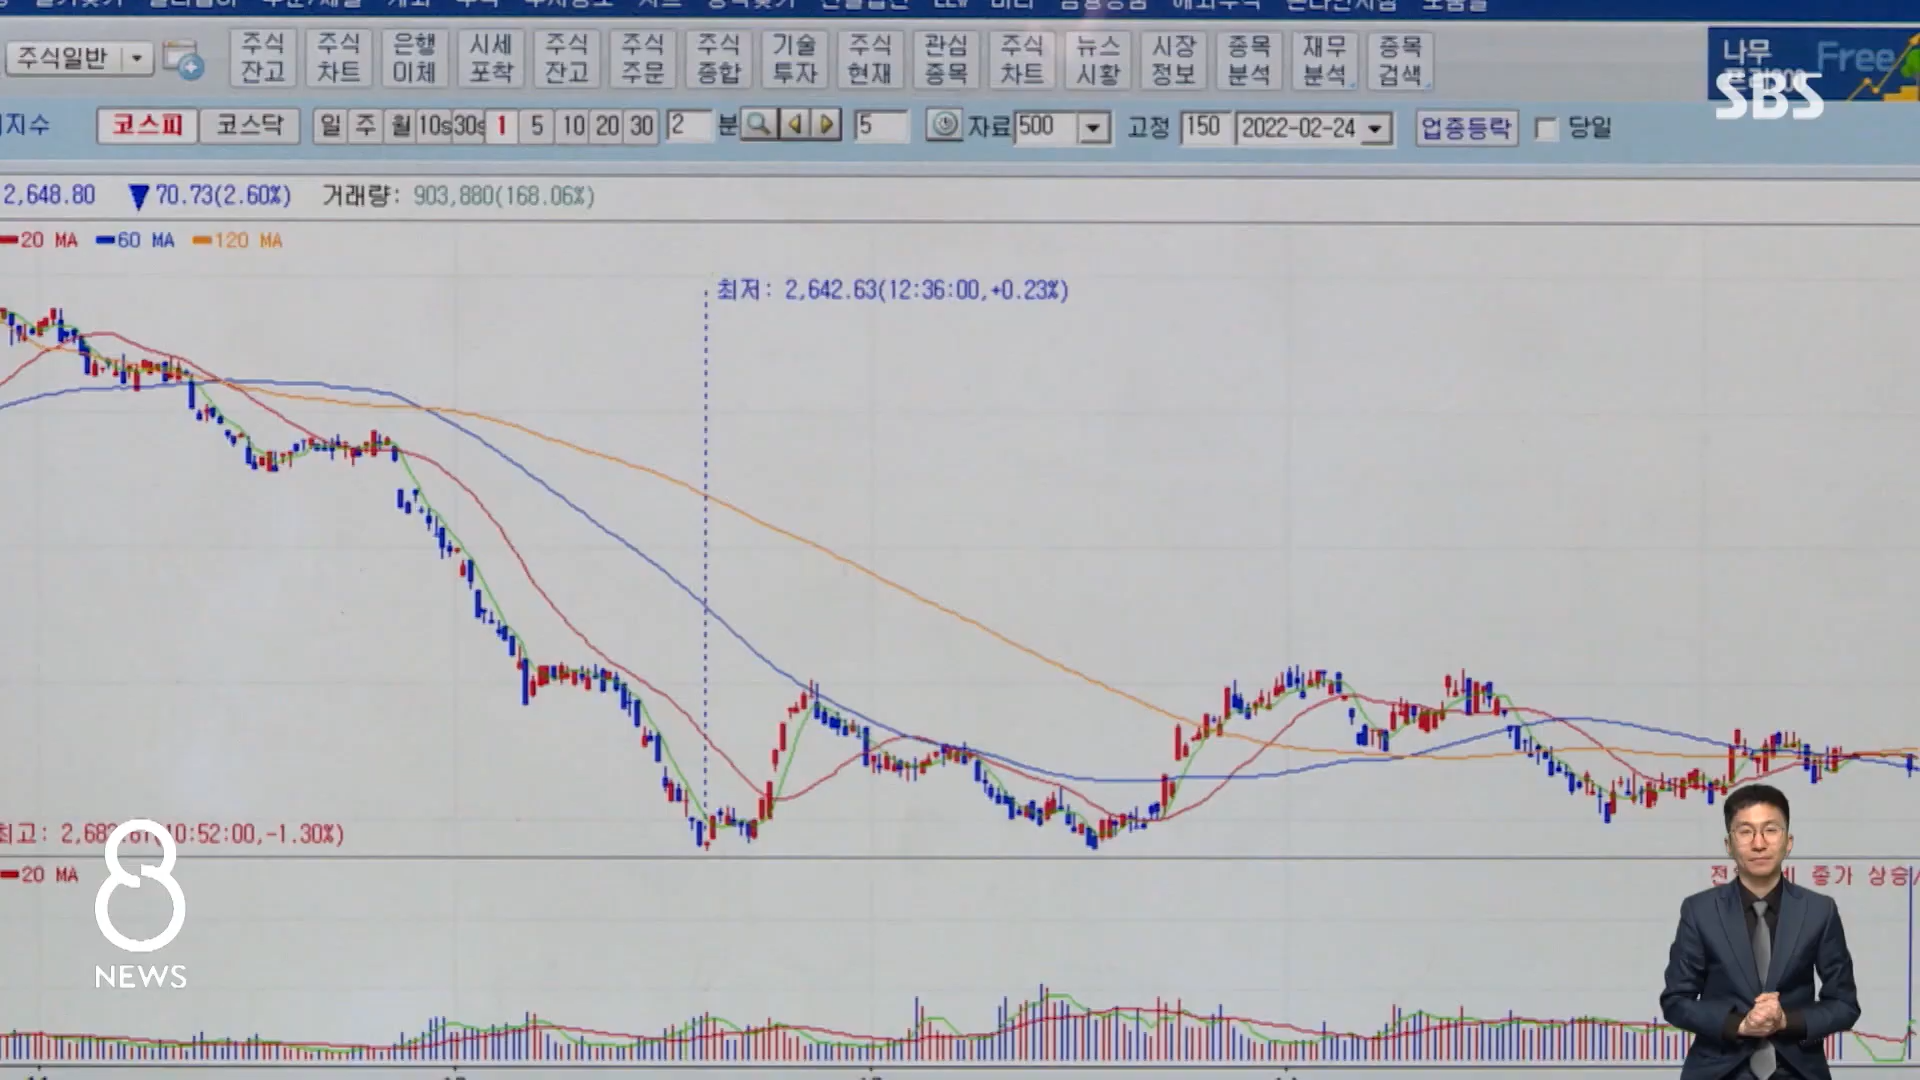 주식일반
주식 잔고
주식 차트
은행 이체
시세 포착
주식 잔고
주식 주문
주식 종합
기술 투자
주식 현재
관심 종목
주식 차트
뉴스 시황
시장 정보
종목 분석
재무 분석
종목 검색
나무
Free
SBS
지수
코스피
코스닥
일 주 월 10s 30s 1 5 10 20 30 2 분 5
자료 500
고정 150 2022-02-24
업종등락
당일
2,648.80 ▼70.73(2.60%) 거래량: 903,880(168.06%)
20 MA 60 MA 120 MA
최저: 2,642.63(12:36:00,+0.23%)
최고: (10:52:00,-1.30%)
20 MA
종가 상승/
8
NEWS